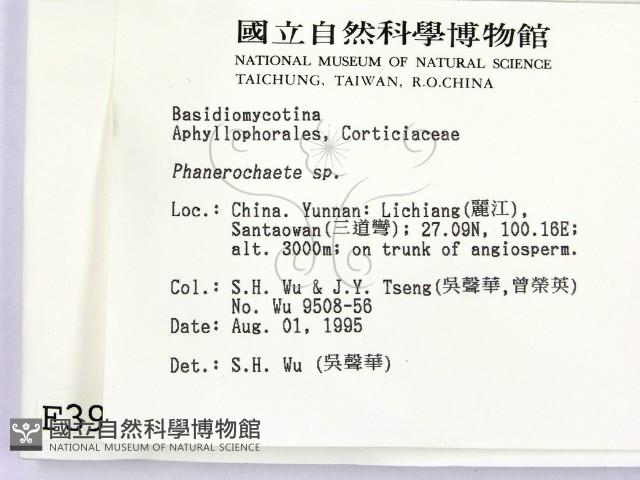 國立自然科學博物館
NATIONAL MUSEUM OF NATURAL SCIENCE
TAICHUNG, TAIWAN, R.O.CHINA
Basidiomycotina
Aphyllophorales, Corticiaceae
Phanerochaete sp.
Loc.: China. Yunnan: Lichiang(麗江),
Santaowan(三道彎); 27.09N, 100.16E;
alt. 3000m; on trunk of angiosperm.
Col.: S.H. Wu & J.Y. Tseng(吳聲華,曾榮英)
No. Wu 9508-56
Date: Aug. 01, 1995
Det.: S.H. Wu (吳聲華)
F39
國立自然科學博物館
NATIONAL MUSEUM OF NATURAL SCIENCE